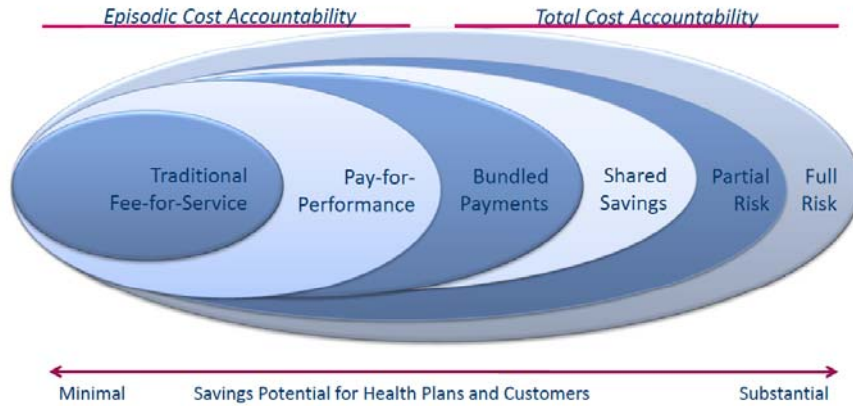 Episodic Cost Accountability
Total Cost Accountability
Traditional
Fee-for-Service
Pay-for-
Performance
Bundled
Payments
Shared
Savings
Partial
Risk
Full
Risk
Minimal
Savings Potential for Health Plans and Customers
Substantial